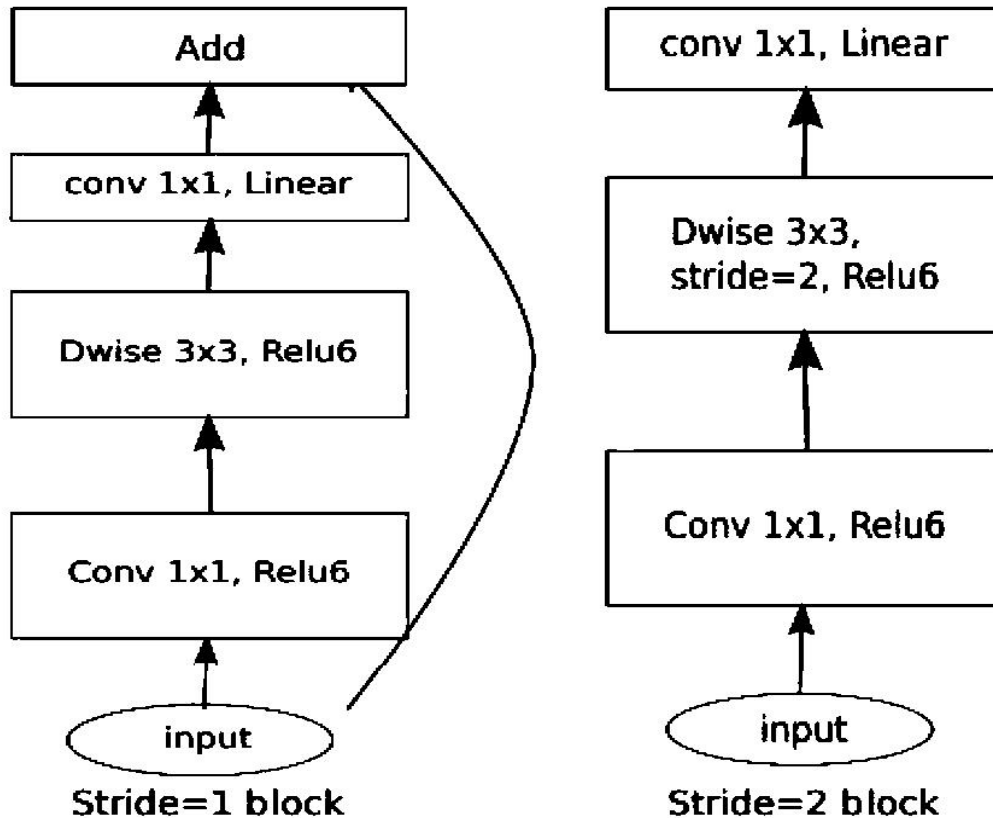 Add
conv 1x1, Linear
Dwise 3x3, Relu6
Conv 1x1, Relu6
input
Stride=1 block
conv 1x1, Linear
Dwise 3x3,
stride=2, Relu6
Conv 1x1, Relu6
input
Stride=2 block